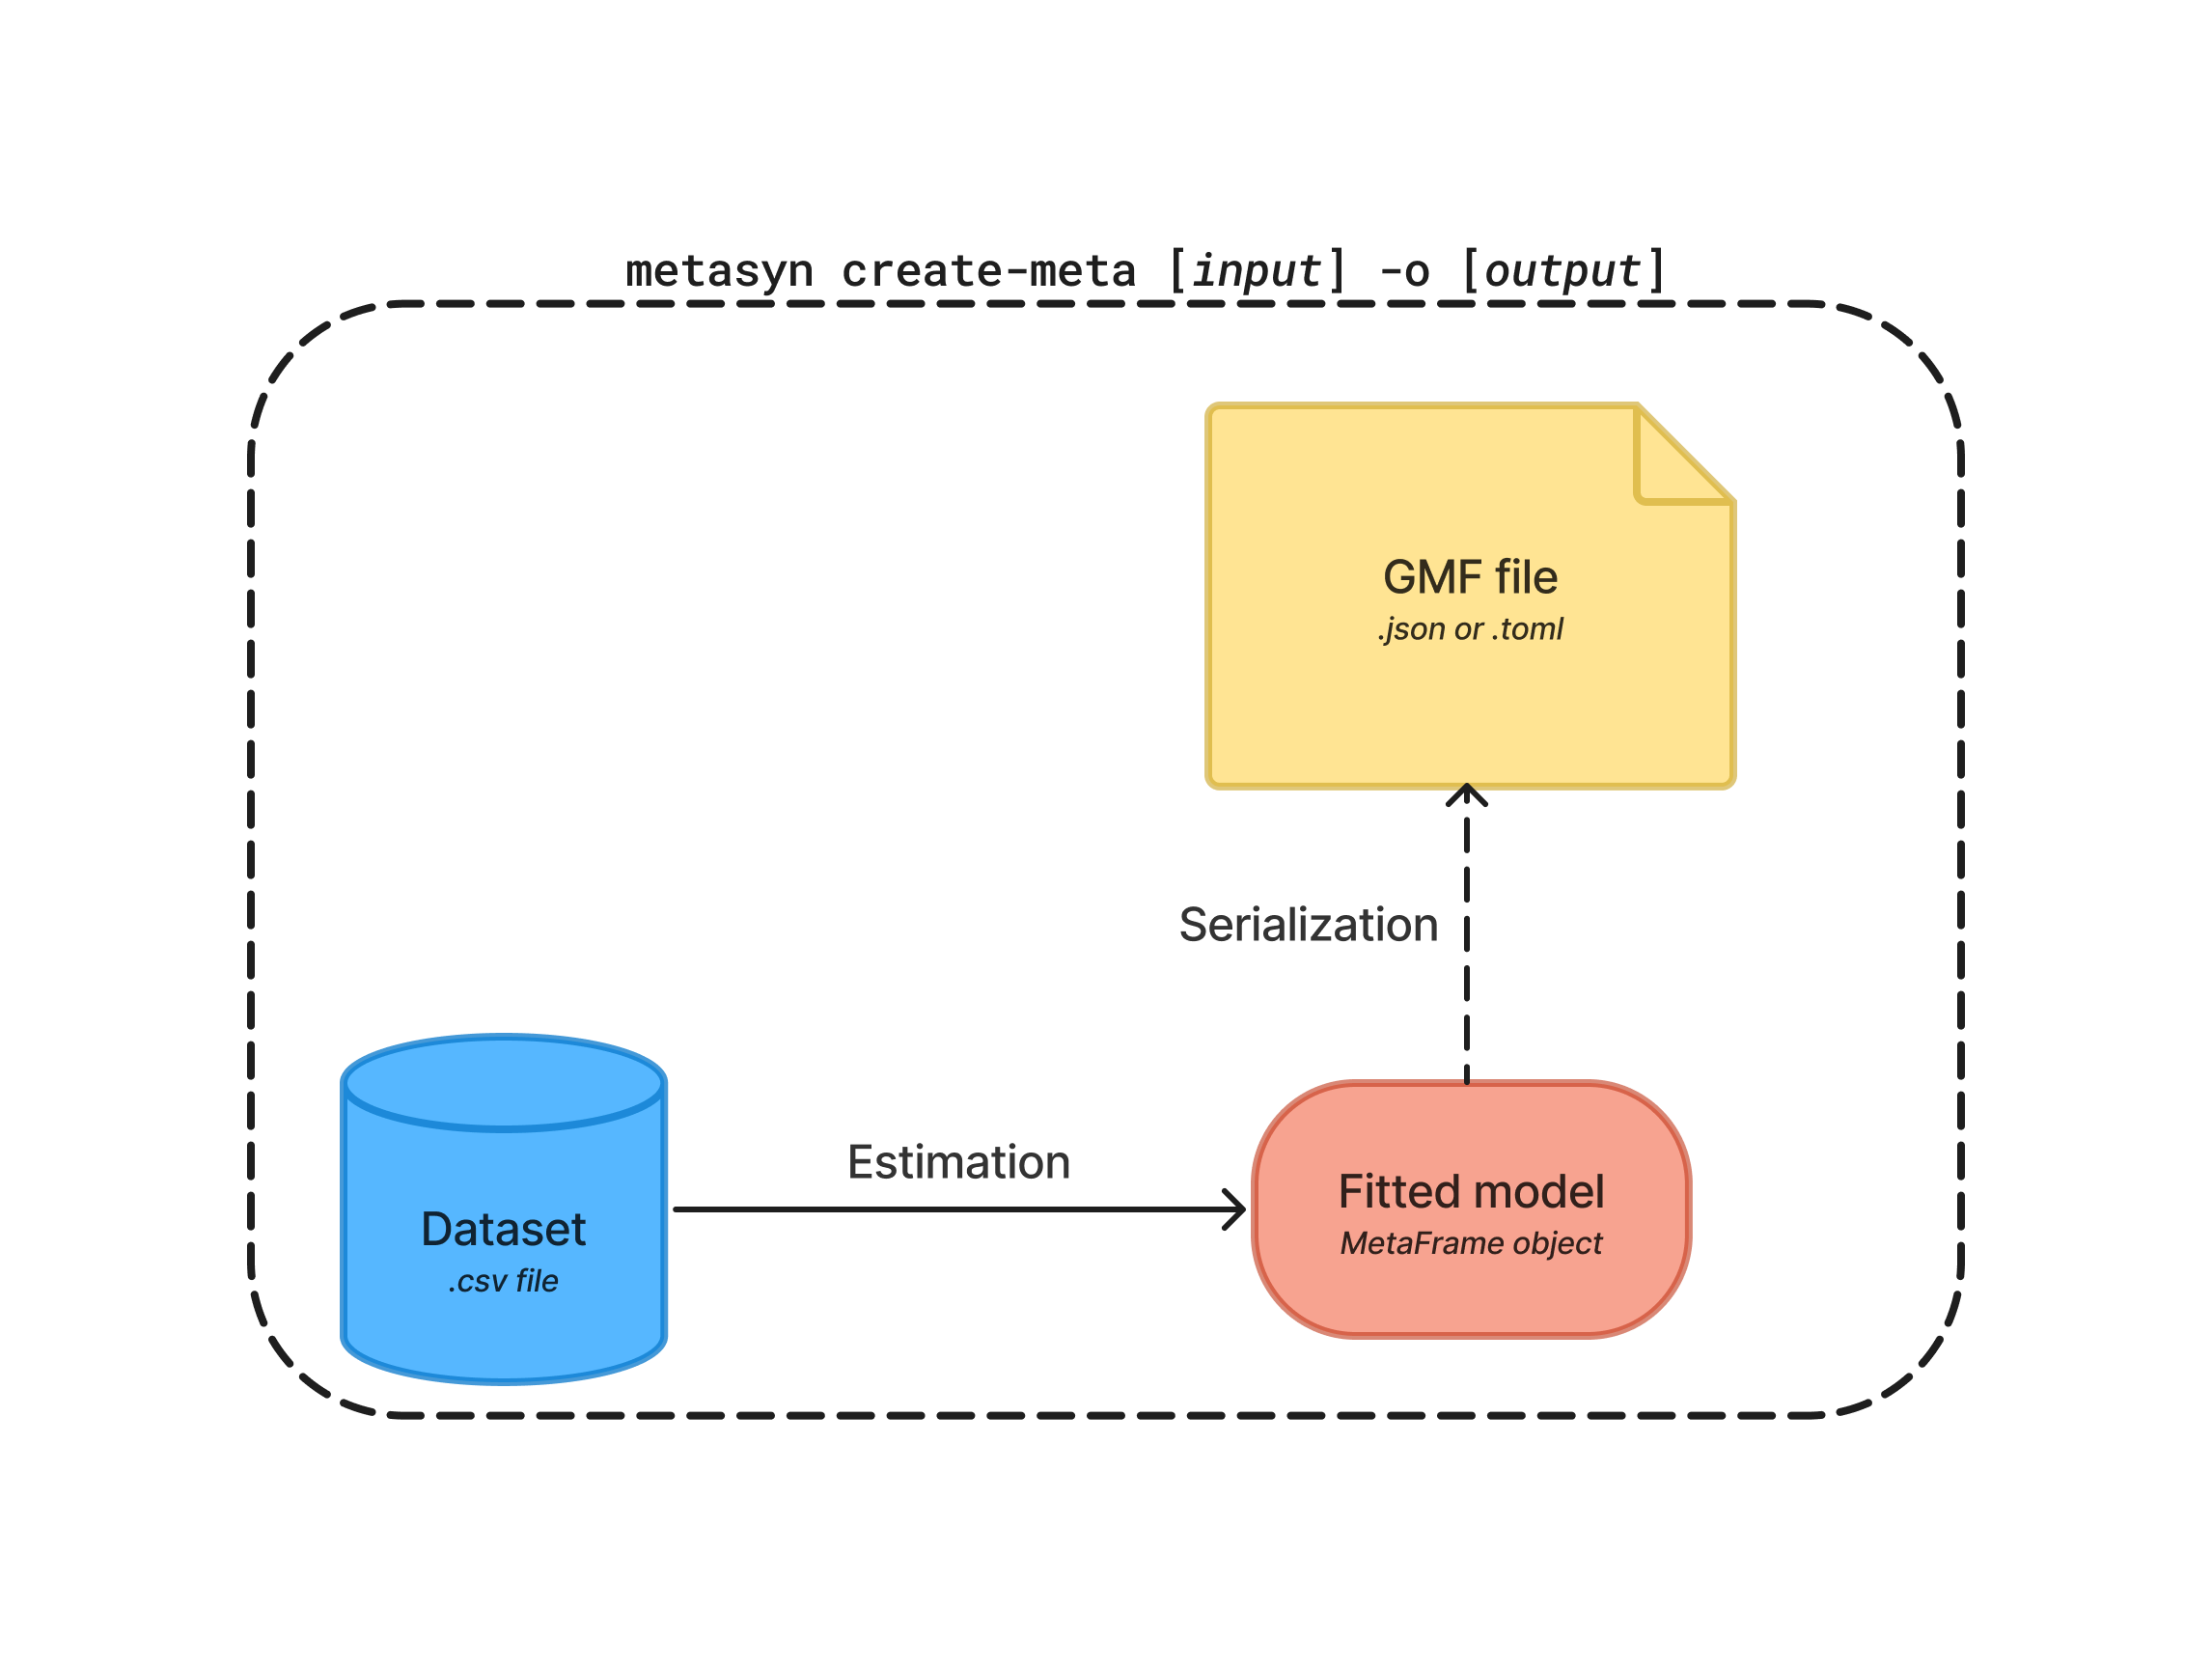 metasyn create-meta [input] -o [output]
GMF file
.json or .toml
Serialization
Estimation
Dataset
.csv file
Fitted model
MetaFrame object